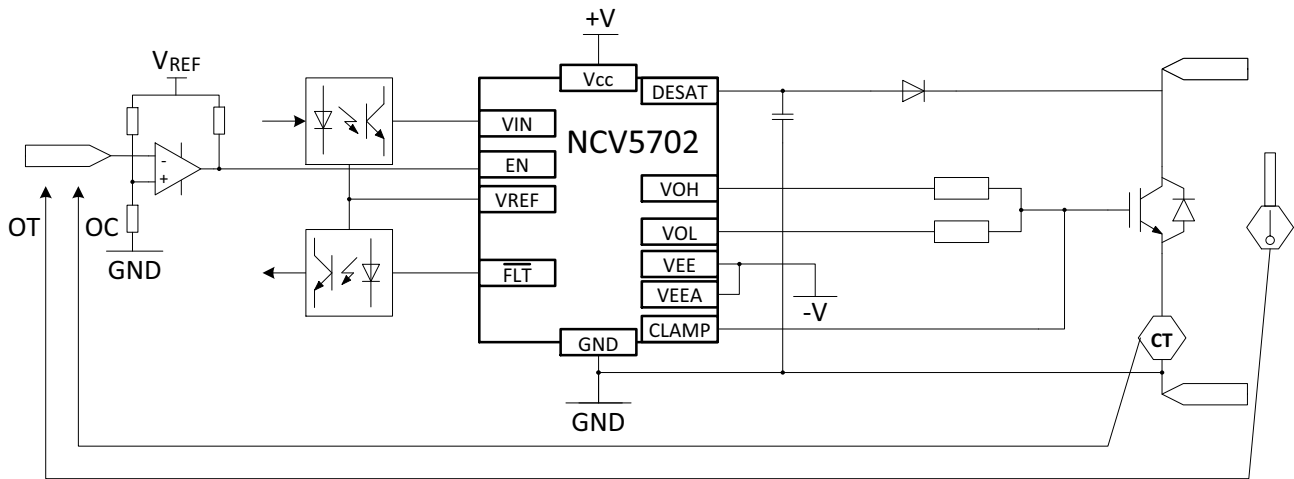 +V
VREF
Vcc
DESAT
VIN
NCV5702
EN
VOH
VREF
- 
+
OT
OC
VOL
GND
VEE
FLT
VEEA
-V
CLAMP
GND
CT
GND